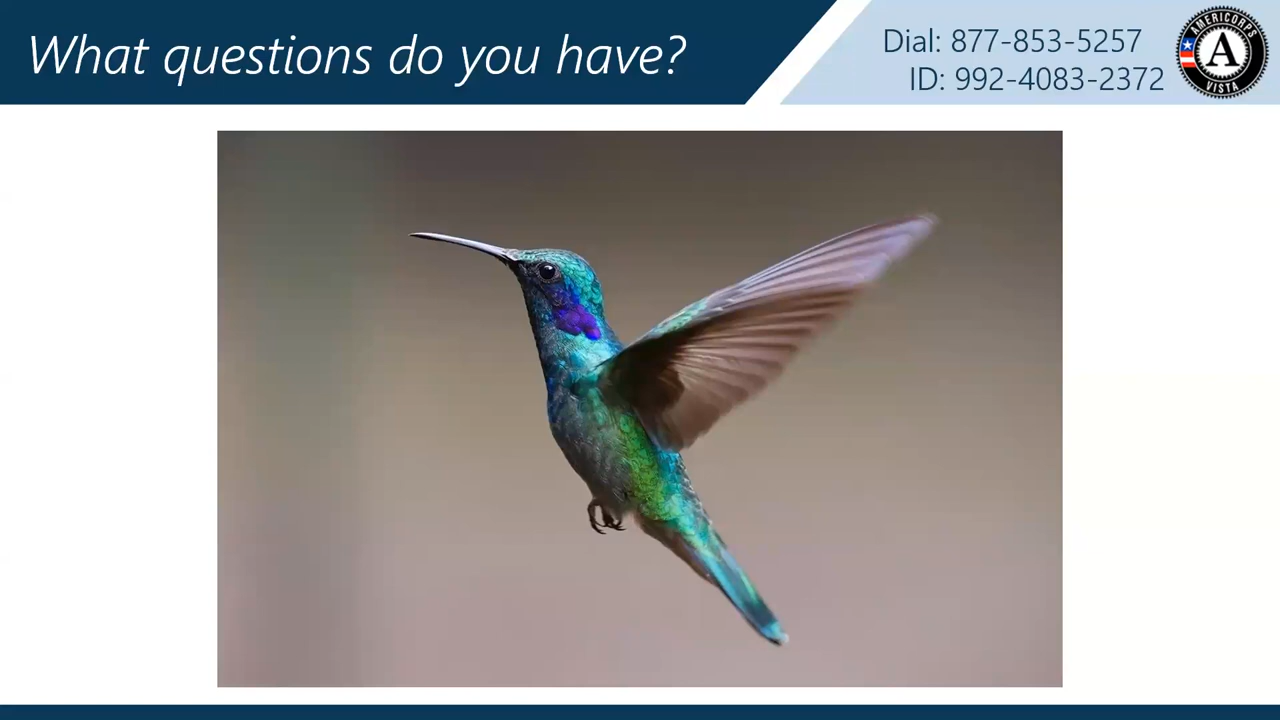 What questions do you have?
Dial: 877-853-5257
ID: 992-4083-2372
AMERICORPS
A
VISTA